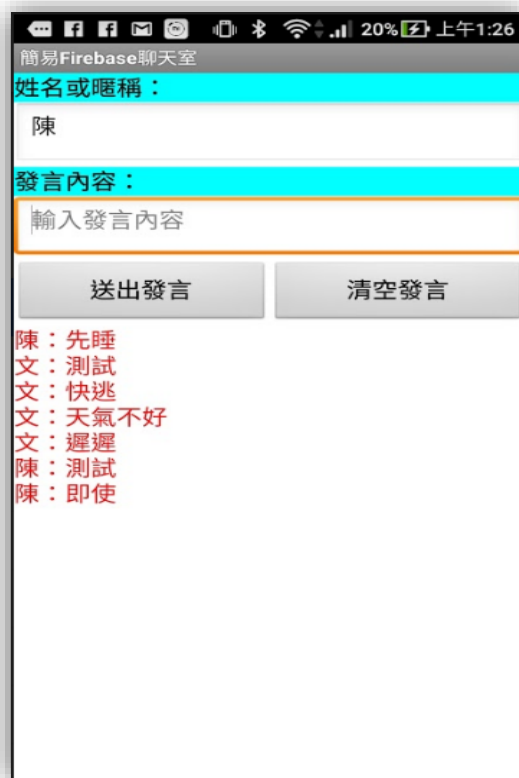 20% 上午1:26
簡易Firebase聊天室
姓名或暱稱：
陳
發言內容：
輸入發言內容
送出發言 清空發言
陳：先睡
文：測試
文：快逃
文：天氣不好
文：遲遲
陳：測試
陳：即使